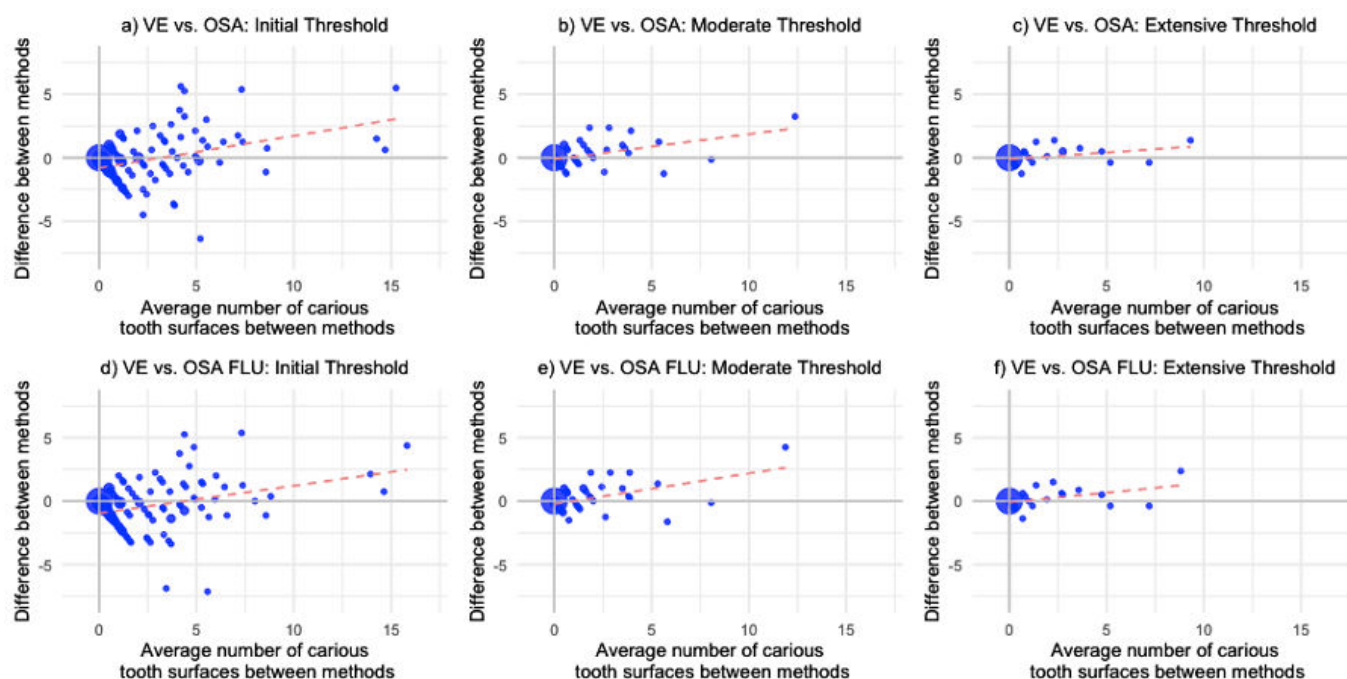 a) VE vs. OSA: Initial Threshold
Difference between methods
5
0
-5
0
5
10
15
Average number of carious
tooth surfaces between methods
b) VE vs. OSA: Moderate Threshold
Difference between methods
5
0
-5
0
5
10
15
Average number of carious
tooth surfaces between methods
c) VE vs. OSA: Extensive Threshold
Difference between methods
5
0
-5
0
5
10
15
Average number of carious
tooth surfaces between methods
d) VE vs. OSA FLU: Initial Threshold
Difference between methods
5
0
-5
0
5
10
15
Average number of carious
tooth surfaces between methods
e) VE vs. OSA FLU: Moderate Threshold
Difference between methods
5
0
-5
0
5
10
15
Average number of carious
tooth surfaces between methods
f) VE vs. OSA FLU: Extensive Threshold
Difference between methods
5
0
-5
0
5
10
15
Average number of carious
tooth surfaces between methods